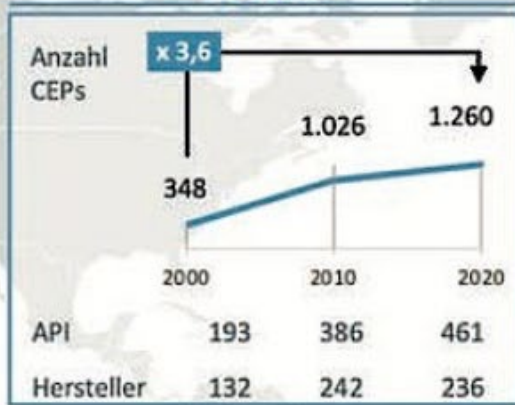 Anzahl
CEPs
x 3,6
348
1.026
1.260
2000 2010 2020
API 193 386 461
Hersteller 132 242 236